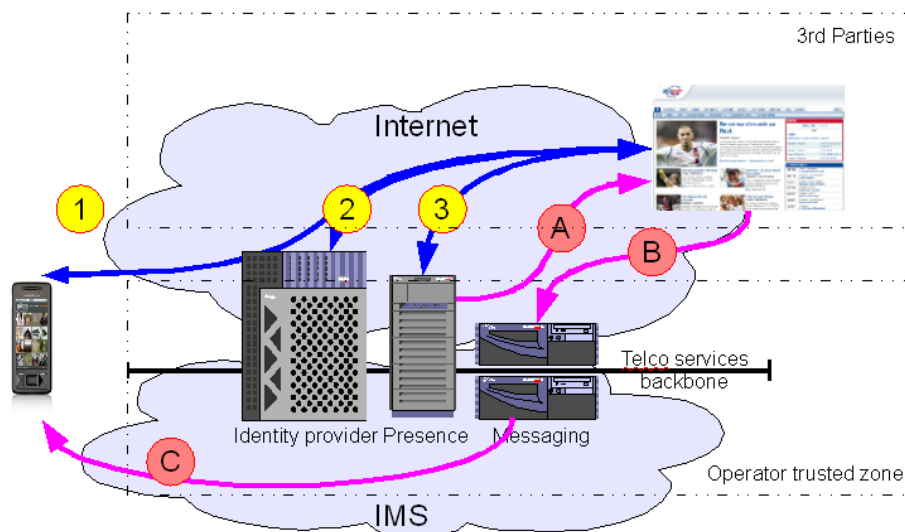 3rd Parties
Internet
1
2
3
A
B
Telco services
backbone
Identity provider Presence Messaging
C
Operator trusted zone
IMS